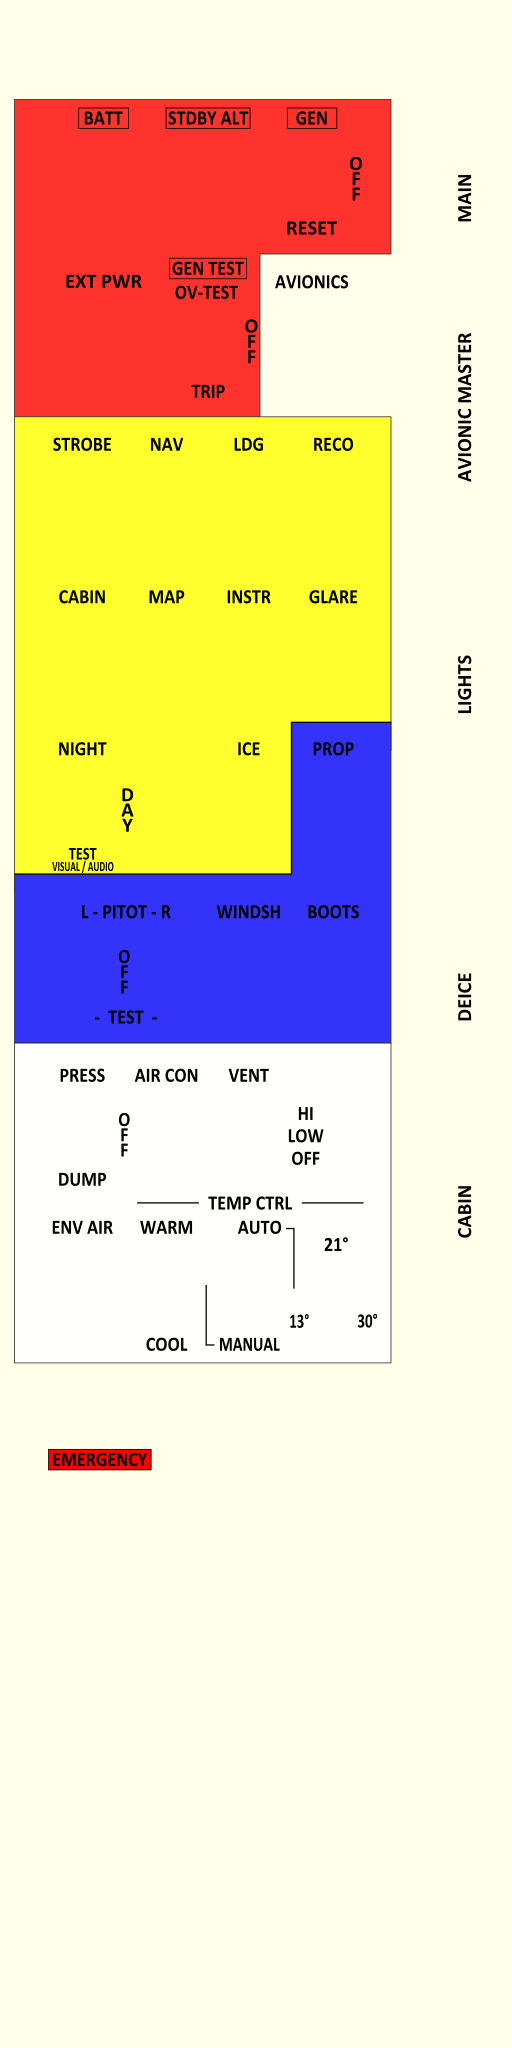 BATT STDBY ALT GEN
OFF
RESET
MAIN
EXT PWR GEN TEST AVIONICS
OV-TEST
OFF
TRIP
AVIONIC MASTER
STROBE NAV LDG RECO
CABIN MAP INSTR GLARE
LIGHTS
NIGHT ICE PROP
DAY
TEST
VISUAL / AUDIO
L - PITOT - R WINDSH BOOTS
OFF
- TEST -
DEICE
PRESS AIR CON VENT
OFF
HI
LOW
OFF
DUMP
CABIN
TEMP CTRL
ENV AIR WARM AUTO
21°
13° 30°
COOL MANUAL
EMERGENCY